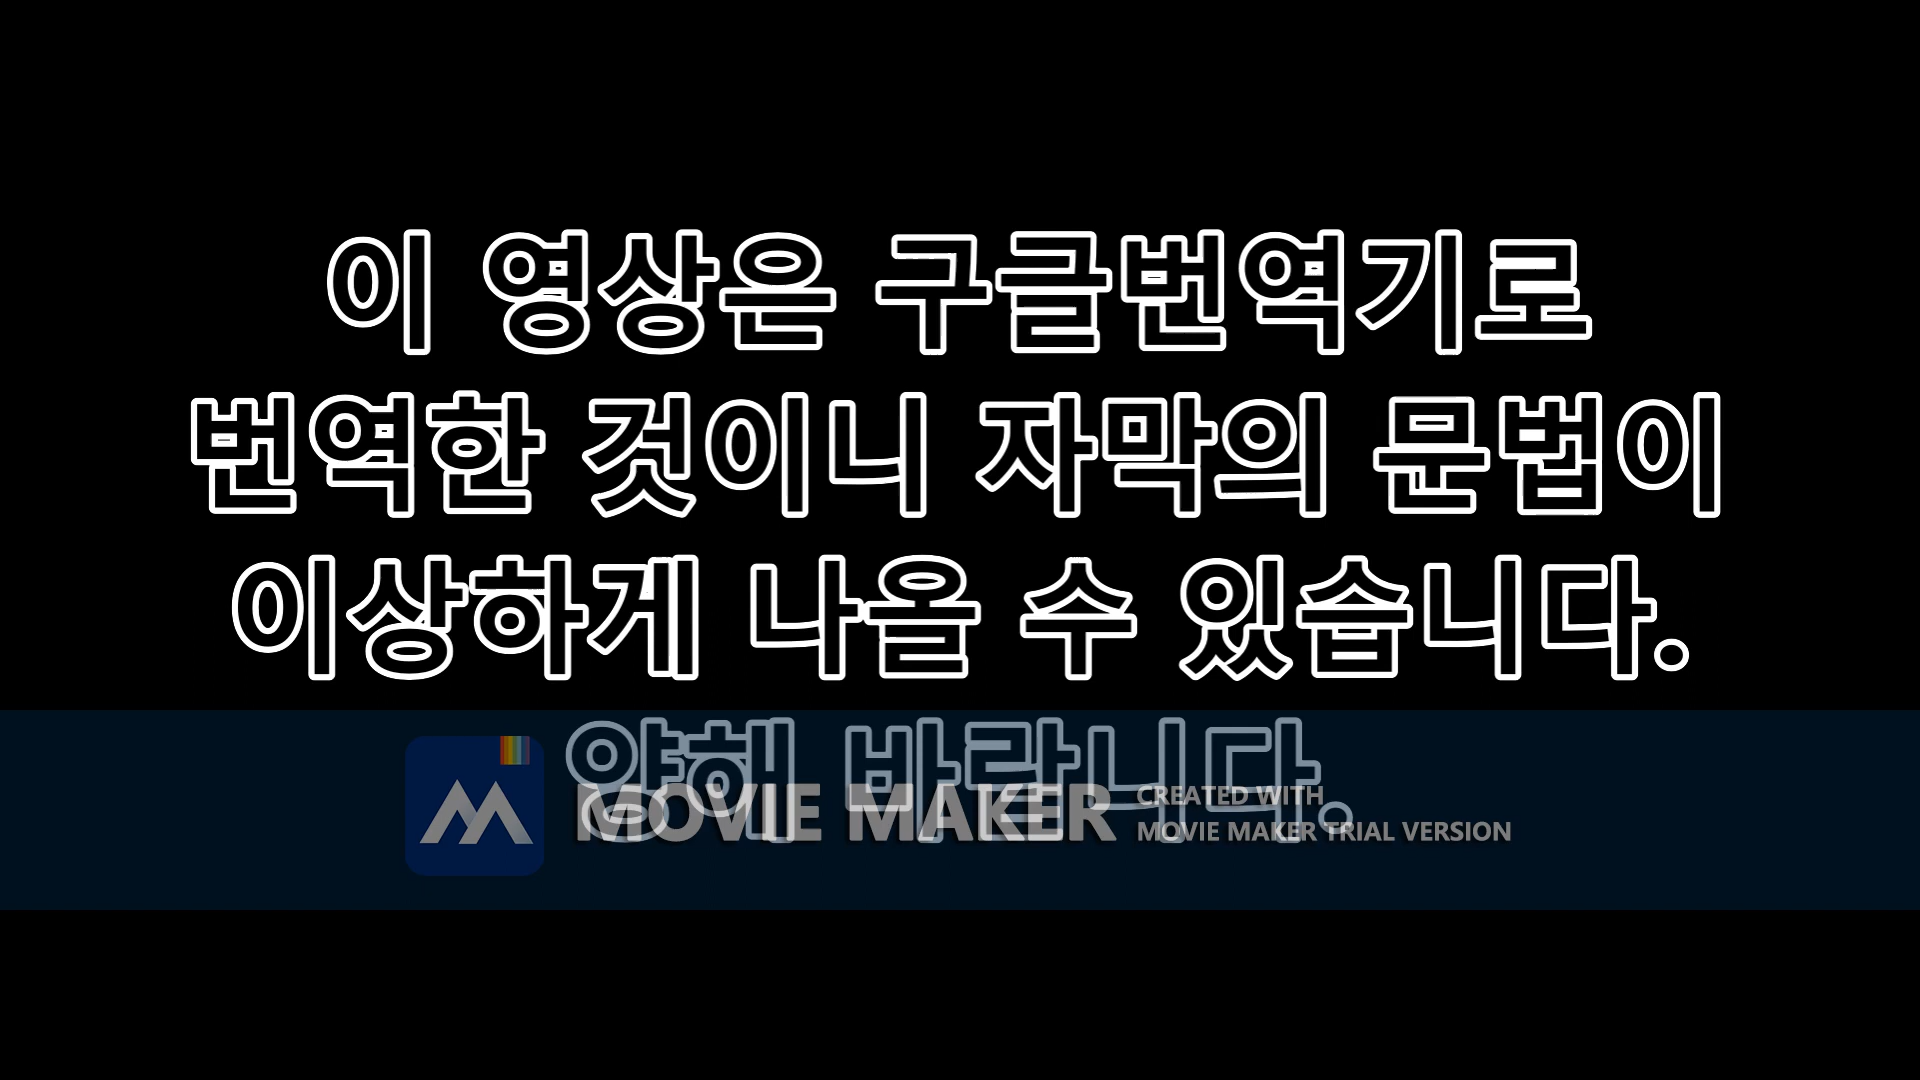 이 영상은 구글번역기로
번역한 것이니 자막의 문법이
이상하게 나올 수 있습니다.
양해 바랍니다.
MOVIE MAKER
CREATED WITH
MOVIE MAKER TRIAL VERSION